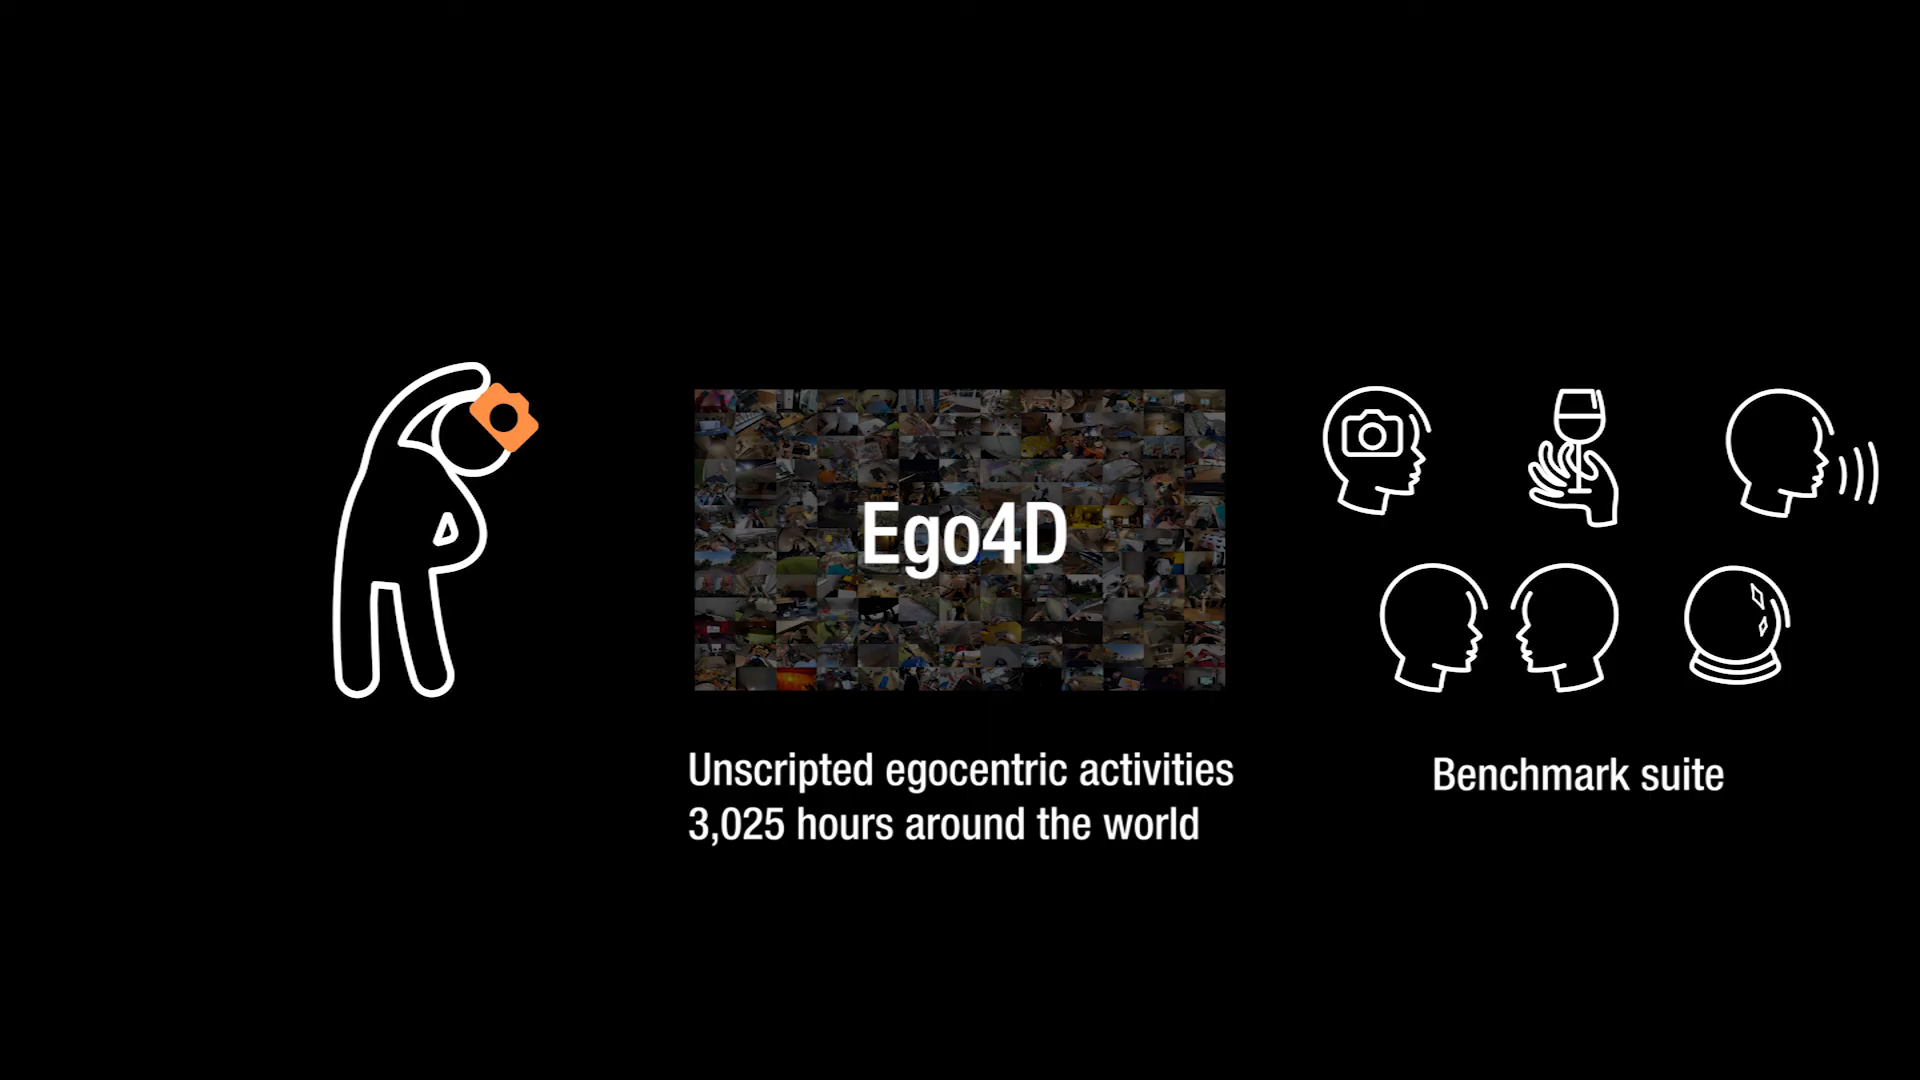 Ego4D
Unscripted egocentric activities
3,025 hours around the world
Benchmark suite